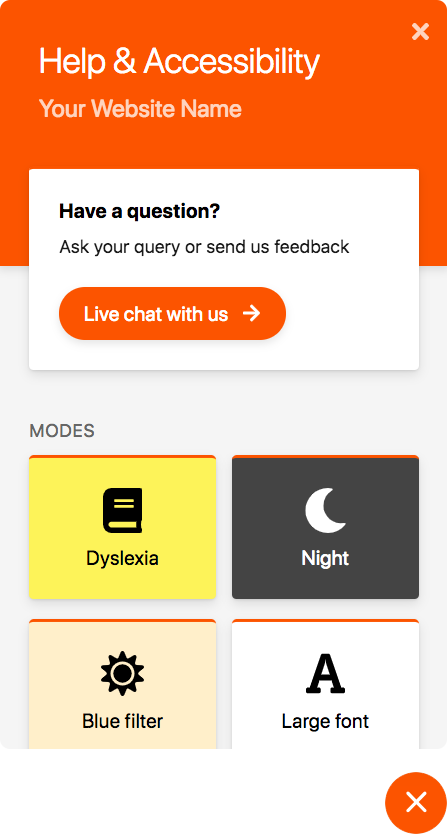 Help & Accessibility
Your Website Name
Have a question?
Ask your query or send us feedback
Live chat with us
MODES
Dyslexia
Night
Blue filter
Large font